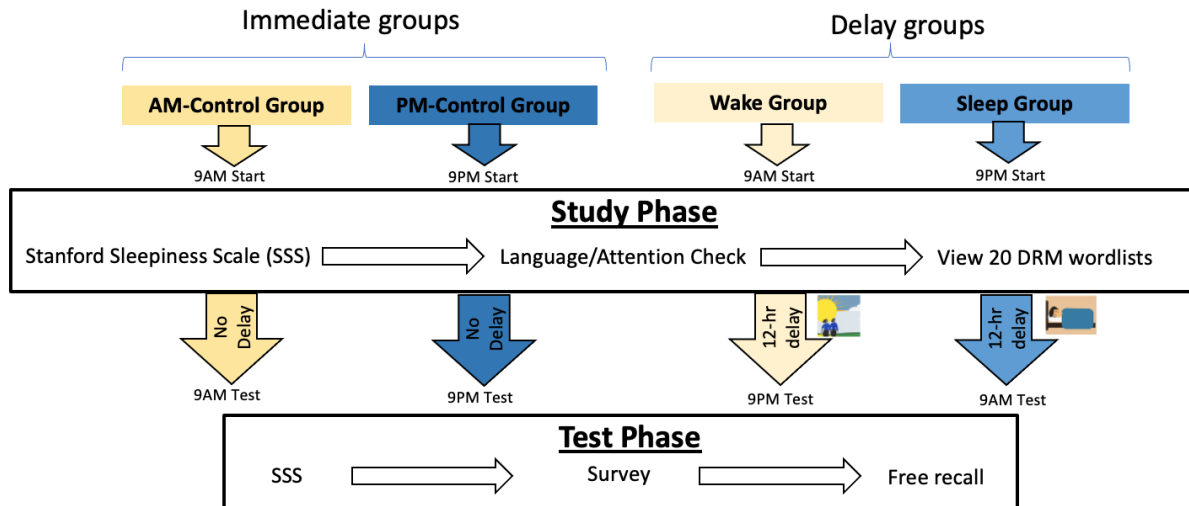 Immediate groups
Delay groups
AM-Control Group
PM-Control Group
Wake Group
Sleep Group
9AM Start
9PM Start
9AM Start
9PM Start
Study Phase
Stanford Sleepiness Scale (SSS)
Language/Attention Check
View 20 DRM wordlists
No
Delay
No
Delay
12-hr
delay
12-hr
delay
9AM Test
9PM Test
9PM Test
9AM Test
Test Phase
SSS
Survey
Free recall